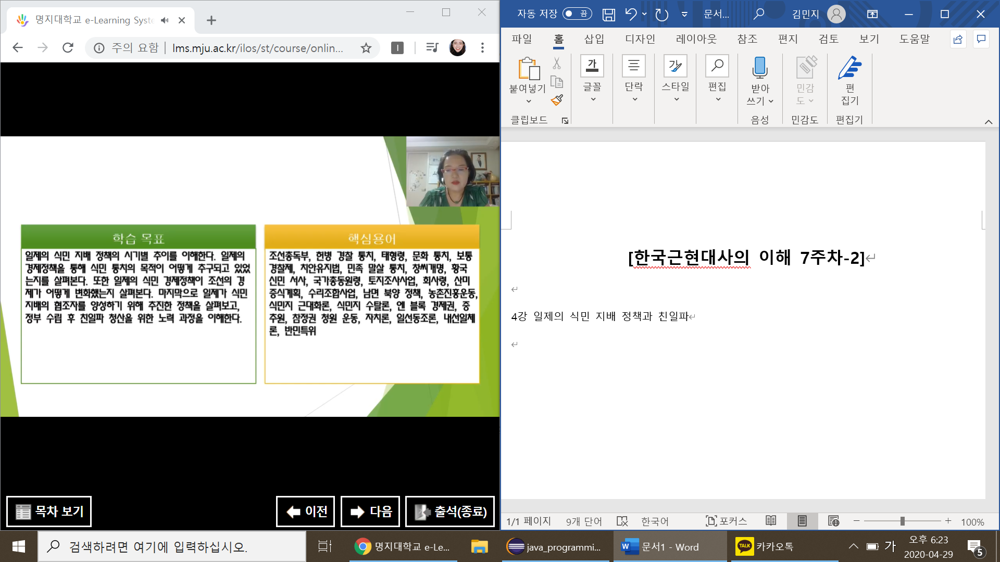 명지대학교 e-Learning Syste
주의 요함
lms.mju.ac.kr/ilos/st/course/onlin...
학습 목표
일제의 식민 지배 정책의 시기별 추이를 이해한다. 일제의
경제정책을 통해 식민 통치의 목적이 어떻게 추구되고 있었
는지를 살펴본다. 또한 일제의 식민 경제정책이 조선의 경
제가 어떻게 변화했는지 살펴본다. 마지막으로 일제가 식민
지배의 협조자를 양성하기 위해 추진한 정책을 살펴보고,
정부 수립 후 친일파 청산을 위한 노력 과정을 이해한다.
핵심용어
조선총독부, 헌병 경찰 통치, 태형령, 문화 통치, 보통
경찰제, 치안유지법, 민족 말살 통치, 창씨개명, 황국
신민 서사, 국가총동원령, 토지조사사업, 회사령, 산미
증식계획, 수리조합사업, 남면 북양 정책, 농촌진흥운동,
식민지 근대화론, 식민지 수탈론, 엔 블록 경제권, 중
추원, 참정권 청원 운동, 자치론, 일선동조론, 내선일체
론, 반민특위
목차 보기
이전
다음
출석(종료)
자동 저장
끔
문서...
김민지
파일
홈
삽입
디자인
레이아웃
참조
편지
검토
보기
도움말
붙여넣기
클립보드
가
글꼴
단락
가
스타일
편집
받아
쓰기
음성
민감
도
민감도
편
집기
편집기
[한국근현대사의 이해 7주차-2]
4강 일제의 식민 지배 정책과 친일파
1/1 페이지
9개 단어
한국어
포커스
100%
검색하려면 여기에 입력하십시오.
명지대학교 e-Le...
java_programmi...
문서1 - Word
TALK
카카오톡
가
오후 6:23
2020-04-29
5